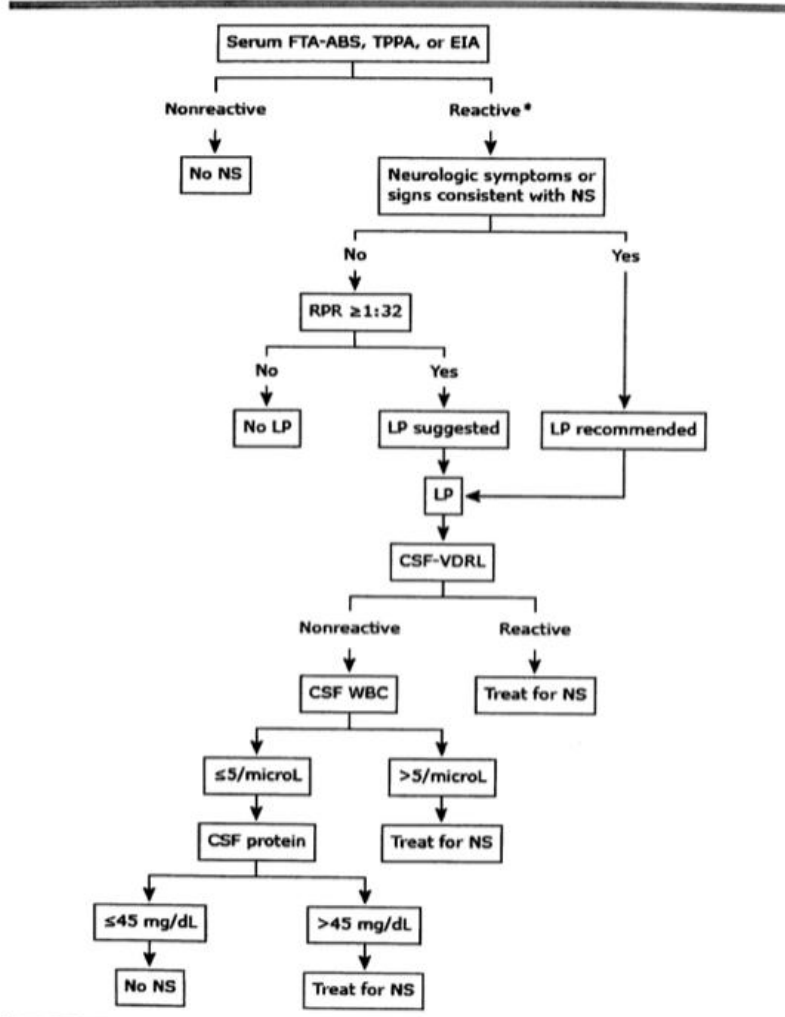 Serum FTA-ABS, TPPA, or EIA
Nonreactive
Reactive*
No NS
Neurologic symptoms or
signs consistent with NS
No
Yes
RPR ≥1:32
No
Yes
No LP
LP suggested
LP recommended
LP
CSF-VDRL
Nonreactive
Reactive
CSF WBC
Treat for NS
≤5/microL
>5/microL
CSF protein
Treat for NS
≤45 mg/dL
>45 mg/dL
No NS
Treat for NS